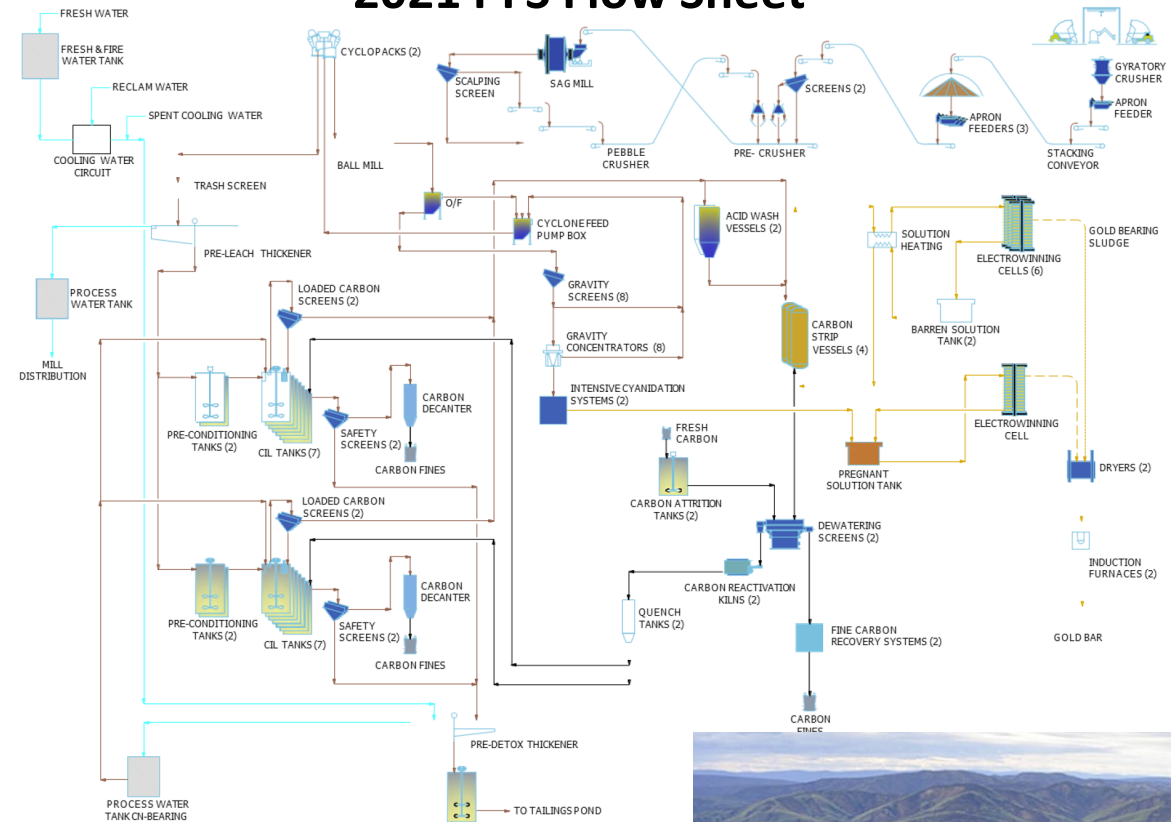 2021 FFS Flow Sheet
FRESH WATER
FRESH & FIRE
WATER TANK
RECLAM WATER
SPENT COOLING WATER
COOLING WATER
CIRCUIT
CYCLOPACKS (2)
SCALPING
SCREEN
SAG MILL
SCREENS (2)
GYRATORY
CRUSHER
APRON
FEEDER
APRON
FEEDERS (3)
STACKING
CONVEYOR
PEBBLE
CRUSHER
PRE- CRUSHER
BALL MILL
TRASH SCREEN
O/F
CYCLONE FEED
PUMP BOX
ACID WASH
VESSELS (2)
SOLUTION
HEATING
ELECTROWINNING
CELLS (6)
GOLD BEARING
SLUDGE
PRE-LEACH THICKENER
PROCESS
WATER TANK
MILL
DISTRIBUTION
LOADED CARBON
SCREENS (2)
GRAVITY
SCREENS (8)
GRAVITY
CONCENTRATORS (8)
CARBON
STRIP
VESSELS (4)
BARREN SOLUTION
TANK (2)
INTENSIVE CYANIDATION
SYSTEMS (2)
PRE-CONDITIONING
TANKS (2)
CIL TANKS (7)
SAFETY
SCREENS (2)
CARBON
DECANTER
CARBON FINES
FRESH
CARBON
CARBON ATTRITION
TANKS (2)
ELECTROWINNING
CELL
PREGNANT
SOLUTION TANK
DRYERS (2)
LOADED CARBON
SCREENS (2)
DEWATERING
SCREENS (2)
INDUCTION
FURNACES (2)
PRE-CONDITIONING
TANKS (2)
CIL TANKS (7)
SAFETY
SCREENS (2)
CARBON
DECANTER
CARBON FINES
CARBON REACTIVATION
KILNS (2)
QUENCH
TANKS (2)
FINE CARBON
RECOVERY SYSTEMS (2)
GOLD BAR
CARBON
FINES
PRE-DETOX THICKENER
PROCESS WATER
TANK CN-BEARING
TO TAILINGS POND